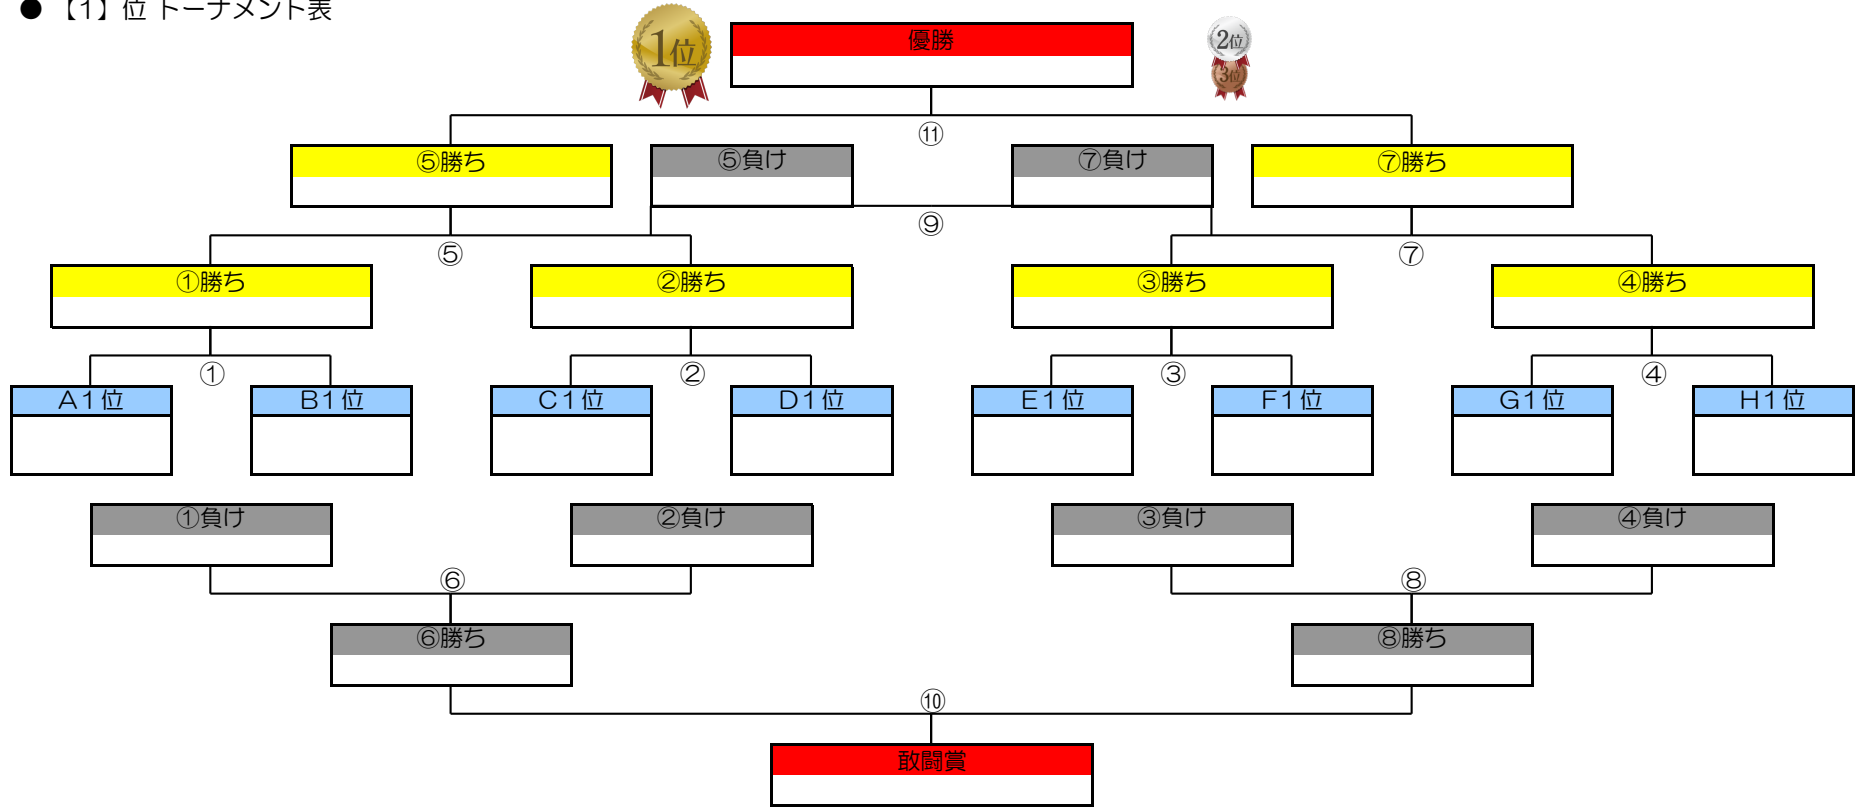 ● 【1】位 トーナメント表
1位
優勝
2位
3位
⑪
⑤勝ち
⑤負け
⑦負け
⑦勝ち
⑨
⑤
⑦
①勝ち
②勝ち
③勝ち
④勝ち
①
②
③
④
A1位
B1位
C1位
D1位
E1位
F1位
G1位
H1位
①負け
②負け
③負け
④負け
⑥
⑧
⑥勝ち
⑧勝ち
⑩
敢闘賞